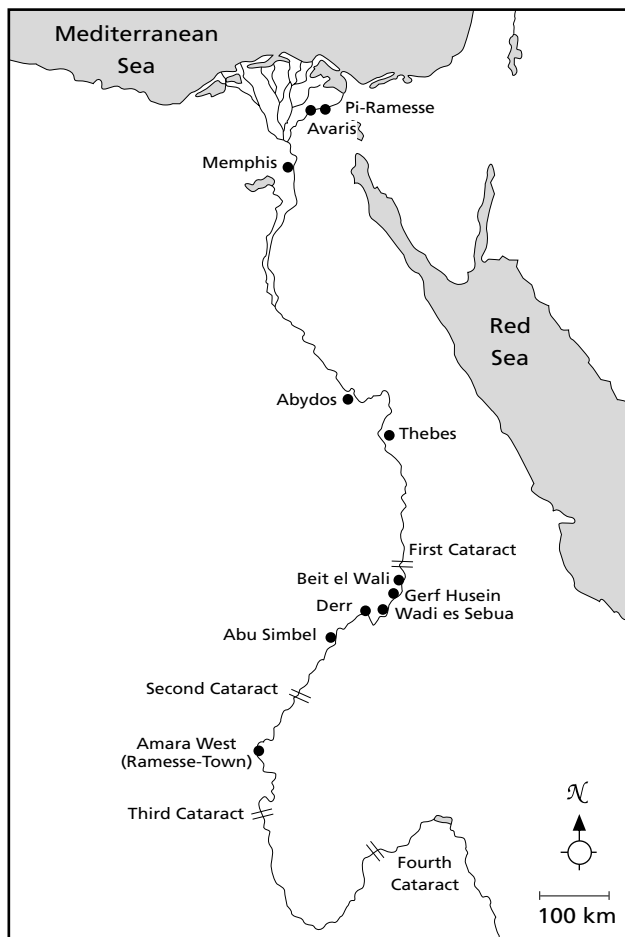 Mediterranean
Sea
Pi-Ramesse
Avaris
Memphis
Red
Sea
Abydos
Thebes
First Cataract
Beit el Wali
Gerf Husein
Derr
Wadi es Sebua
Abu Simbel
Second Cataract
Amara West
(Ramesse-Town)
Third Cataract
N
Fourth
Cataract
100 km